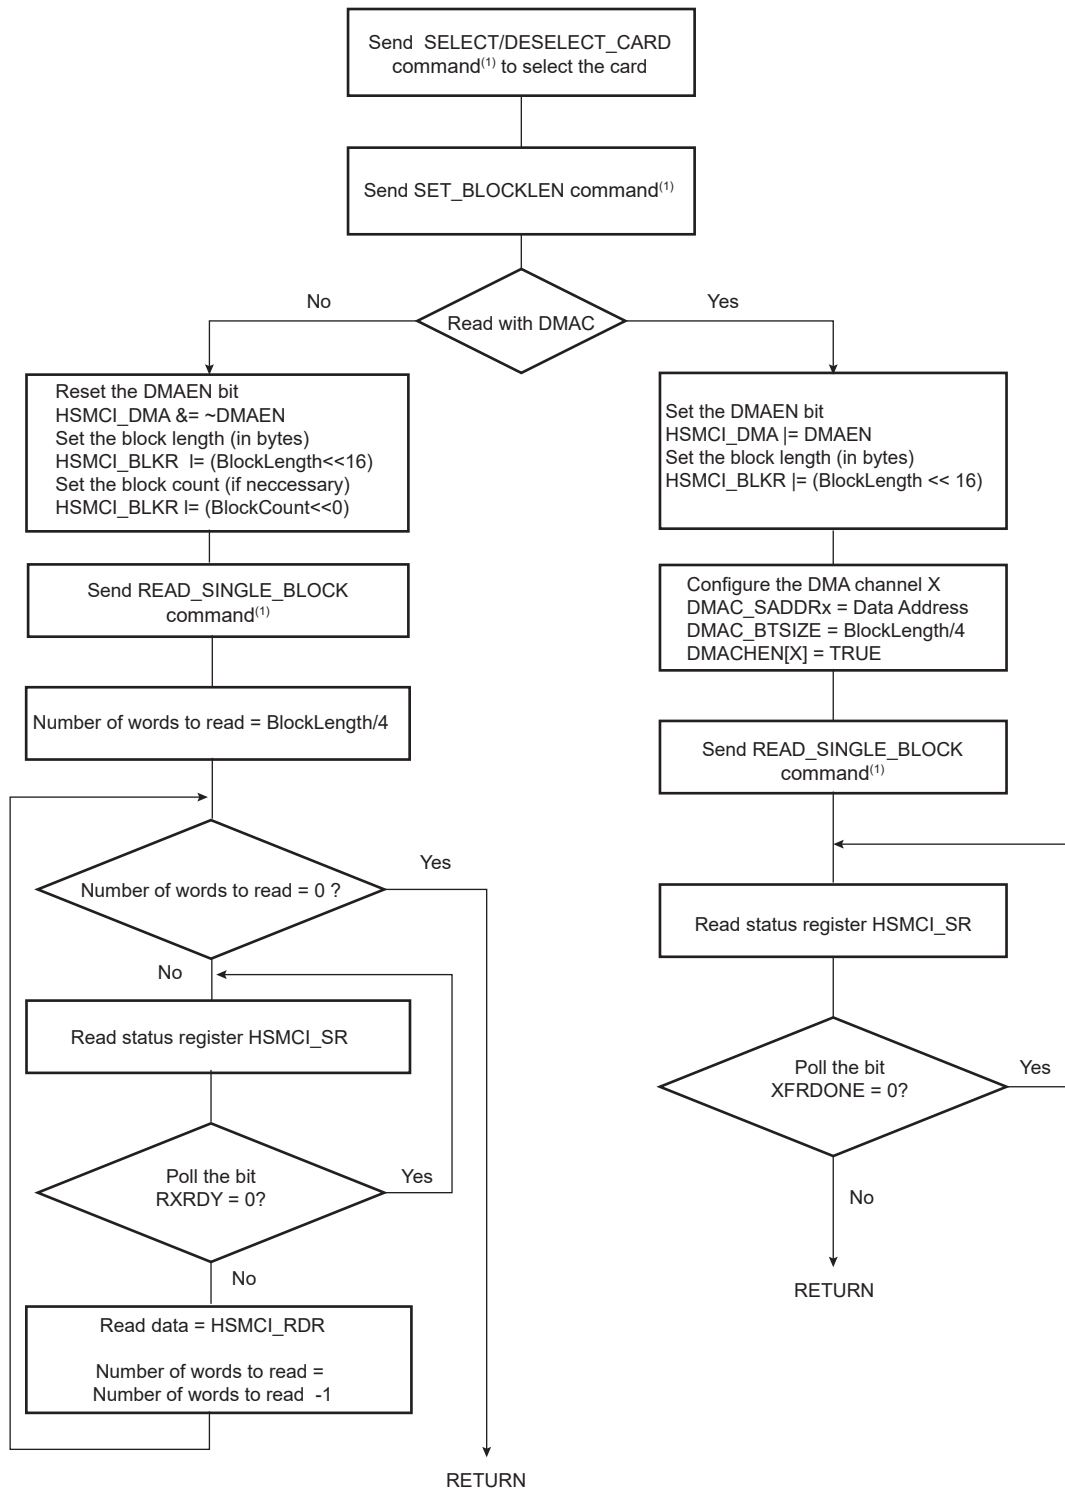 Send SELECT/DESELECT_CARD
command(1) to select the card
Send SET_BLOCKLEN command(1)
Read with DMAC
No
Yes
Reset the DMAEN bit
HSMCI_DMA &= ~DMAEN
Set the block length (in bytes)
HSMCI_BLKR |= (BlockLength<<16)
Set the block count (if neccessary)
HSMCI_BLKR |= (BlockCount<<0)
Send READ_SINGLE_BLOCK
command(1)
Number of words to read = BlockLength/4
Number of words to read = 0 ?
Yes
No
Read status register HSMCI_SR
Poll the bit
RXRDY = 0?
Yes
No
Read data = HSMCI_RDR
Number of words to read =
Number of words to read -1
RETURN
Set the DMAEN bit
HSMCI_DMA |= DMAEN
Set the block length (in bytes)
HSMCI_BLKR |= (BlockLength << 16)
Configure the DMA channel X
DMAC_SADDRx = Data Address
DMAC_BTSIZE = BlockLength/4
DMACHEN[X] = TRUE
Send READ_SINGLE_BLOCK
command(1)
Read status register HSMCI_SR
Poll the bit
XFRDONE = 0?
Yes
No
RETURN